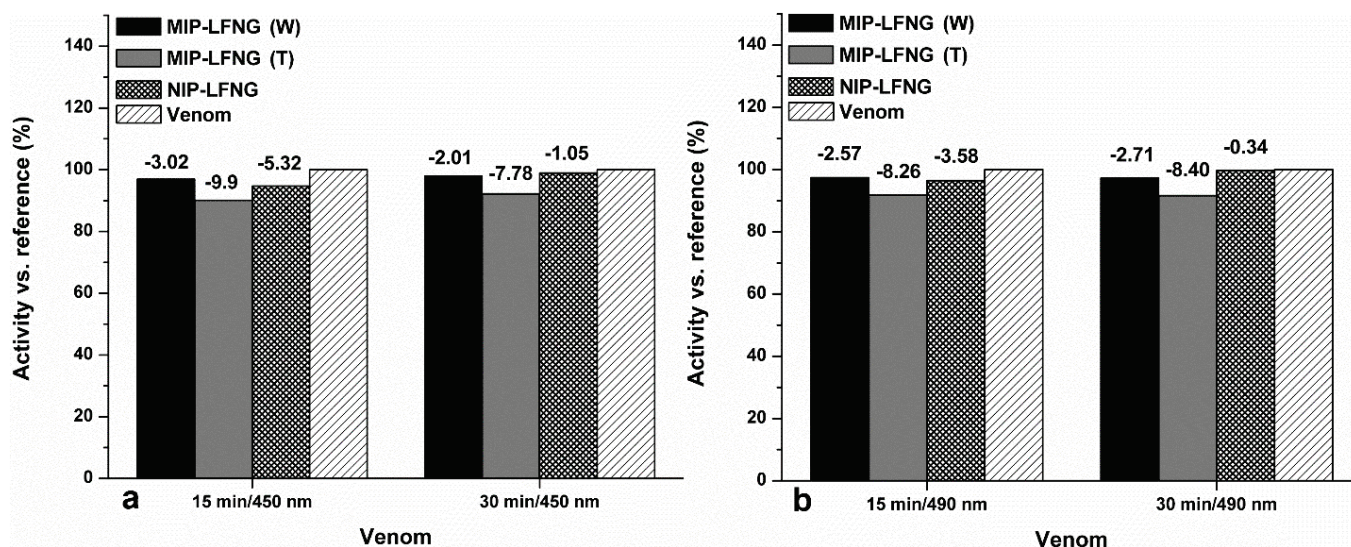 MIP-LFNG (W)
MIP-LFNG (T)
NIP-LFNG
Venom
Activity vs. reference (%)
140
120
100
80
60
40
20
0
-3.02
-9.9
-5.32
-2.01
-7.78
-1.05
a
15 min/450 nm
30 min/450 nm
Venom
MIP-LFNG (W)
MIP-LFNG (T)
NIP-LFNG
Venom
Activity vs. reference (%)
140
120
100
80
60
40
20
0
-2.57
-8.26
-3.58
-2.71
-8.40
-0.34
b
15 min/490 nm
30 min/490 nm
Venom